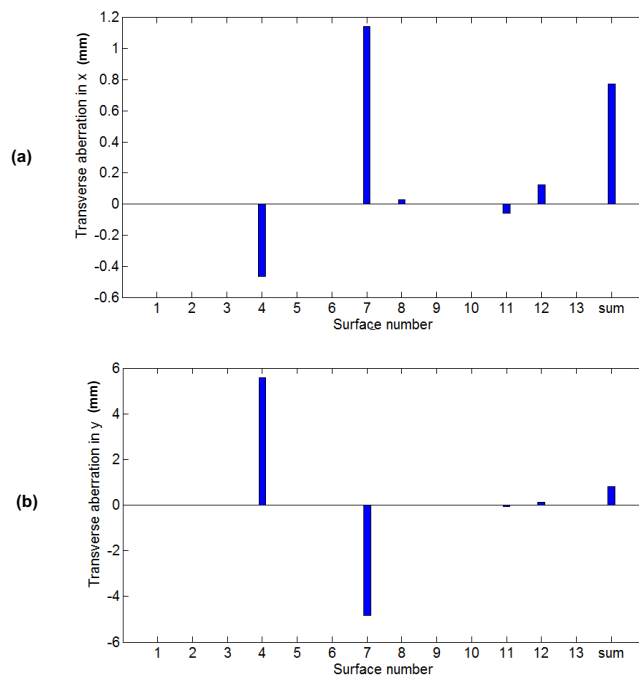 1.2
1
0.8
0.6
0.4
0.2
0
-0.2
-0.4
-0.6
Transverse aberration in x (mm)
(a)
1 2 3 4 5 6 7 8 9 10 11 12 13 sum
Surface number
6
4
2
0
-2
-4
-6
Transverse aberration in y (mm)
(b)
1 2 3 4 5 6 7 8 9 10 11 12 13 sum
Surface number